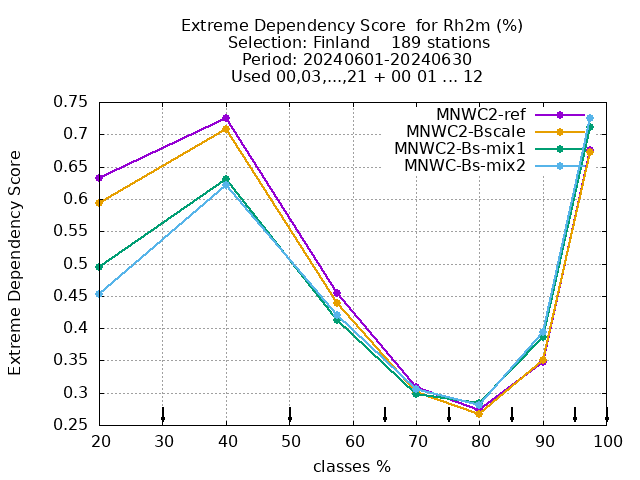 Extreme Dependency Score  for Rh2m (%)
Selection: Finland    189 stations
Period: 20240601-20240630
Used 00,03,...,21 + 00 01 ... 12
MNWC2-ref
MNWC2-Bscale
MNWC2-Bs-mix1
MNWC-Bs-mix2
Extreme Dependency Score
0.75
0.7
0.65
0.6
0.55
0.5
0.45
0.4
0.35
0.3
0.25
20 30 40 50 60 70 80 90 100
classes %